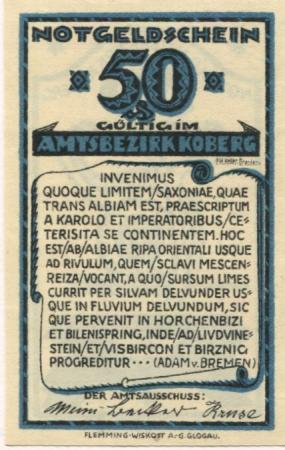 NOTGELDSCHEIN
50
GÜLTIG IM
AMTSBEZIRK KOBERG
INVENIMUS
QUOQUE LIMITEM/SAXONIAE, QUAE
TRANS ALBIAM EST, PRAESCRIPTUM
A KAROLO ET IMPERATORIBUS/CE-
TERISITA SE CONTINENTEM. HOC
EST/AB/ALBIAE RIPA ORIENTALI USQUE
AD RIVULUM, QUEM/SCLAVI MESCEN-
REIZA/VOCANT, A QUO/SURSUM LIMES
CURRIT PER SILVAM DELVUNDER US-
QUE IN FLUVIUM DELVUNDUM, SIC
QUE PERVENIT IN HORCHENBIZI
ET BILENISPRING, INDE/AD/LIVDVINE-
STEIN/ET/VISBIRCON ET BIRZNIG
PROGREDITUR ··· (ADAM v. BREMEN)
DER AMTSAUSSCHUSS:
FLEMMING-WISKOTT A.-G. GLOGAU.